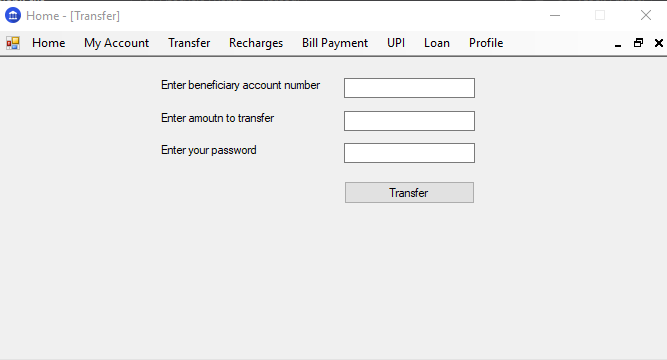 Home - [Transfer]
Home My Account Transfer Recharges Bill Payment UPI Loan Profile
Enter beneficiary account number
Enter amoutn to transfer
Enter your password
Transfer